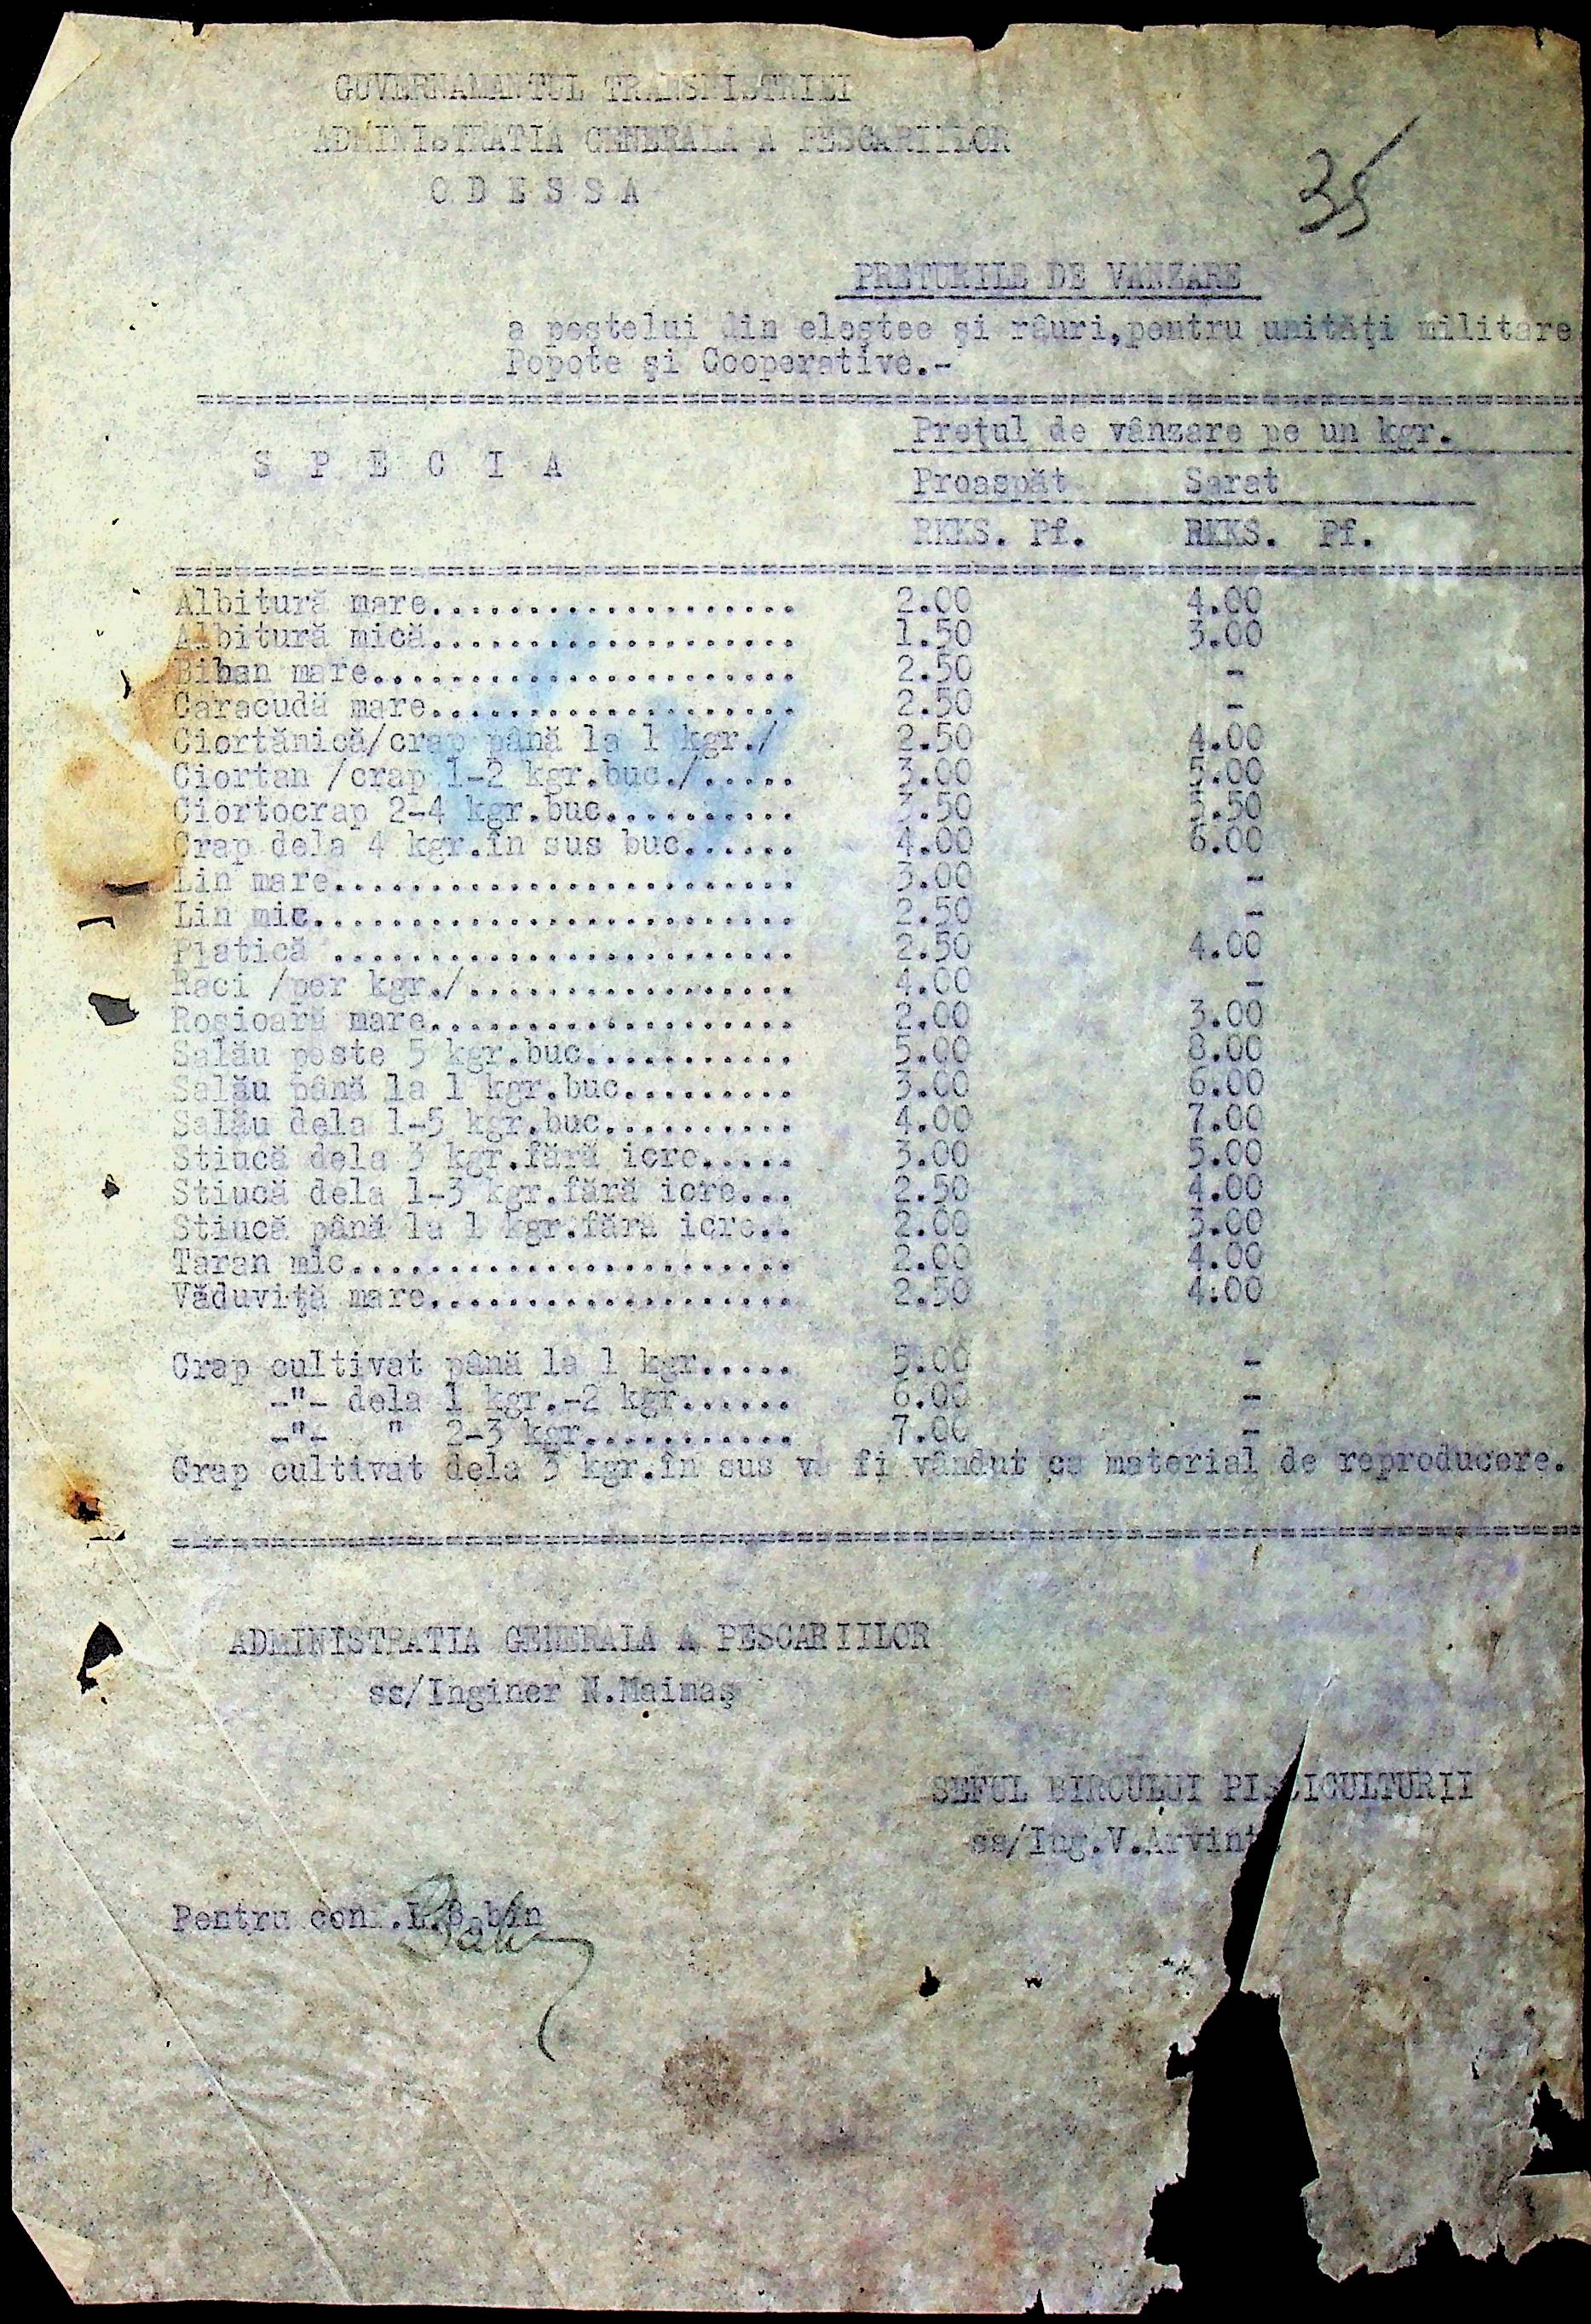 GUVERNAMANTUL TRANSNISTRIEI
ADMINISTRATIA GENERALA A PESCARIILOR
O D E S S A
35
PRETURILE DE VANZARE
a peştelui din eleştee şi râuri,pentru unităţi militare
Popote şi Cooperative.-
Preţul de vânzare pe un kgr.
S P E C I A
Proaspăt Sarat
RKKS. Pf. RKKS. Pf.
Albitură mare................... 2.00 4.00
Albitură mică................... 1.50 3.00
Biban mare...................... 2.50 -
Caracudă mare................... 2.50 -
Ciortănică/crap până la 1 kgr./ 2.50 4.00
Ciortan /crap 1-2 kgr.buc./..... 3.00 5.00
Ciortocrap 2-4 kgr.buc.......... 3.50 5.50
Crap dela 4 kgr.în sus buc...... 4.00 6.00
Lin mare........................ 3.00 -
Lin mic......................... 2.50 -
Platică ........................ 2.50 4.00
Raci /per kgr./................. 4.00 -
Roşioară mare................... 2.00 3.00
Salău peste 5 kgr.buc........... 5.00 8.00
Salău până la 1 kgr.buc......... 3.00 6.00
Salău dela 1-5 kgr.buc.......... 4.00 7.00
Stiucă dela 3 kgr.fără icre..... 3.00 5.00
Stiucă dela 1-3 kgr.fără icre... 2.50 4.00
Stiucă până la 1 kgr.fără icre.. 2.00 3.00
Taran mic....................... 2.00 4.00
Văduviţă mare................... 2.50 4.00
Crap cultivat până la 1 kgr..... 5.00 -
-"- dela 1 kgr.-2 kgr...... 6.00 -
-"- " 2-3 kgr........... 7.00 -
Crap cultivat dela 3 kgr.în sus va fi vândut ca material de reproducere.
ADMINISTRATIA GENERALA A PESCARIILOR
ss/Inginer N.Maimaş
SEFUL BIROULUI PISCICULTURII
ss/Ing.V.Arvint
Pentru conf.